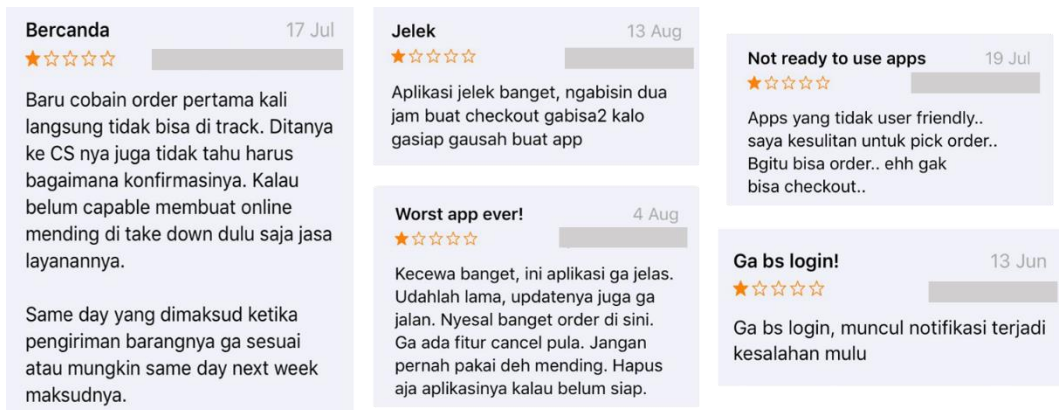 Bercanda
17 Jul
Baru cobain order pertama kali
langsung tidak bisa di track. Ditanya
ke CS nya juga tidak tahu harus
bagaimana konfirmasinya. Kalau
belum capable membuat online
mending di take down dulu saja jasa
layanannya.
Same day yang dimaksud ketika
pengiriman barangnya ga sesuai
atau mungkin same day next week
maksudnya.
Jelek
13 Aug
Aplikasi jelek banget, ngabisin dua
jam buat checkout gabisa2 kalo
gasiap gausah buat app
Worst app ever!
4 Aug
Kecewa banget, ini aplikasi ga jelas.
Udahlah lama, updatenya juga ga
jalan. Nyesal banget order di sini.
Ga ada fitur cancel pula. Jangan
pernah pakai deh mending. Hapus
aja aplikasinya kalau belum siap.
Not ready to use apps
19 Jul
Apps yang tidak user friendly..
saya kesulitan untuk pick order..
Bgitu bisa order.. ehh gak
bisa checkout..
Ga bs login!
13 Jun
Ga bs login, muncul notifikasi terjadi
kesalahan mulu